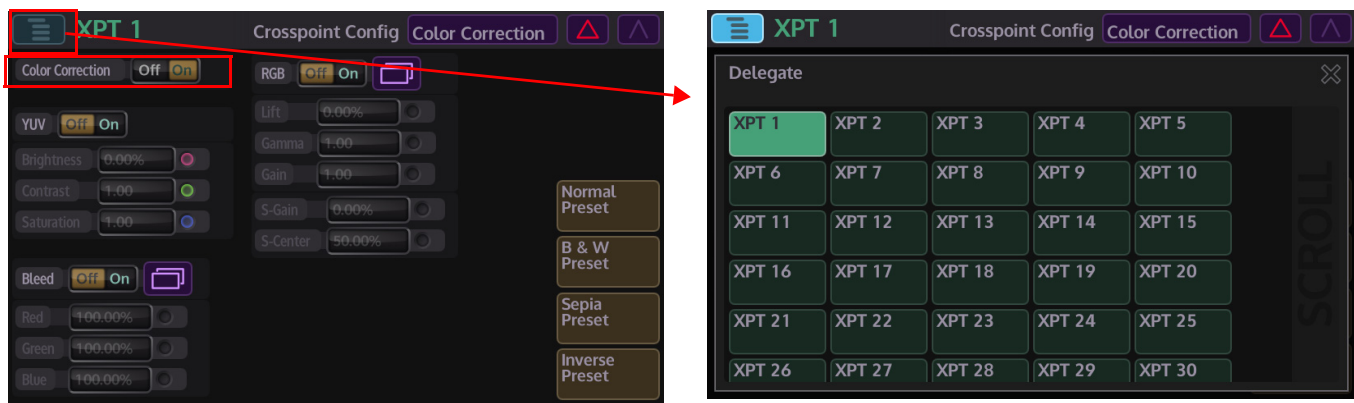 XPT 1 Crosspoint Config Color Correction
Color Correction Off On
RGB Off On
Lift 0.00%
YUV Off On
Gamma 1.00
Brightness 0.00%
Gain 1.00
Contrast 1.00
Normal
Preset
S-Gain 0.00%
Saturation 1.00
S-Center 50.00%
B & W
Preset
Bleed Off On
Sepia
Preset
Red 100.00%
Green 100.00%
Inverse
Preset
Blue 100.00%
XPT 1 Crosspoint Config Color Correction
Delegate
XPT 1 XPT 2 XPT 3 XPT 4 XPT 5
XPT 6 XPT 7 XPT 8 XPT 9 XPT 10
XPT 11 XPT 12 XPT 13 XPT 14 XPT 15
XPT 16 XPT 17 XPT 18 XPT 19 XPT 20
XPT 21 XPT 22 XPT 23 XPT 24 XPT 25
XPT 26 XPT 27 XPT 28 XPT 29 XPT 30
SCROLL